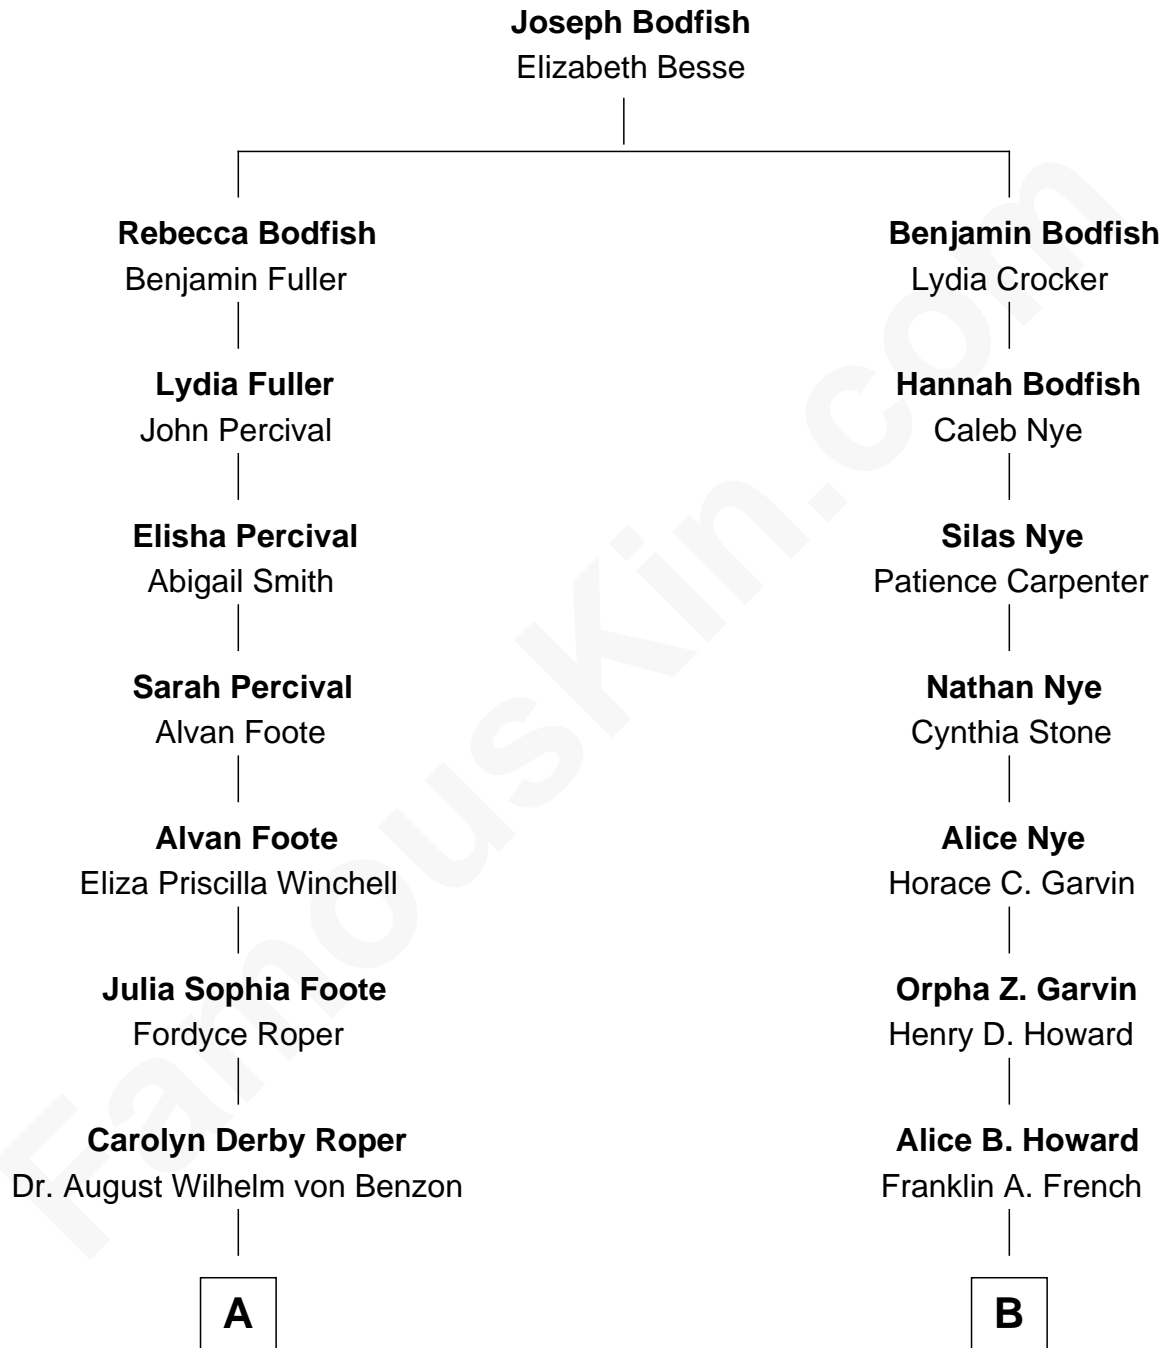 Joseph Bodfish
Elizabeth Besse
Rebecca Bodfish
Benjamin Fuller
Lydia Fuller
John Percival
Elisha Percival
Abigail Smith
Sarah Percival
Alvan Foote
Alvan Foote
Eliza Priscilla Winchell
Julia Sophia Foote
Fordyce Roper
Carolyn Derby Roper
Dr. August Wilhelm von Benzon
A
Benjamin Bodfish
Lydia Crocker
Hannah Bodfish
Caleb Nye
Silas Nye
Patience Carpenter
Nathan Nye
Cynthia Stone
Alice Nye
Horace C. Garvin
Orpha Z. Garvin
Henry D. Howard
Alice B. Howard
Franklin A. French
B
FamousKin.com